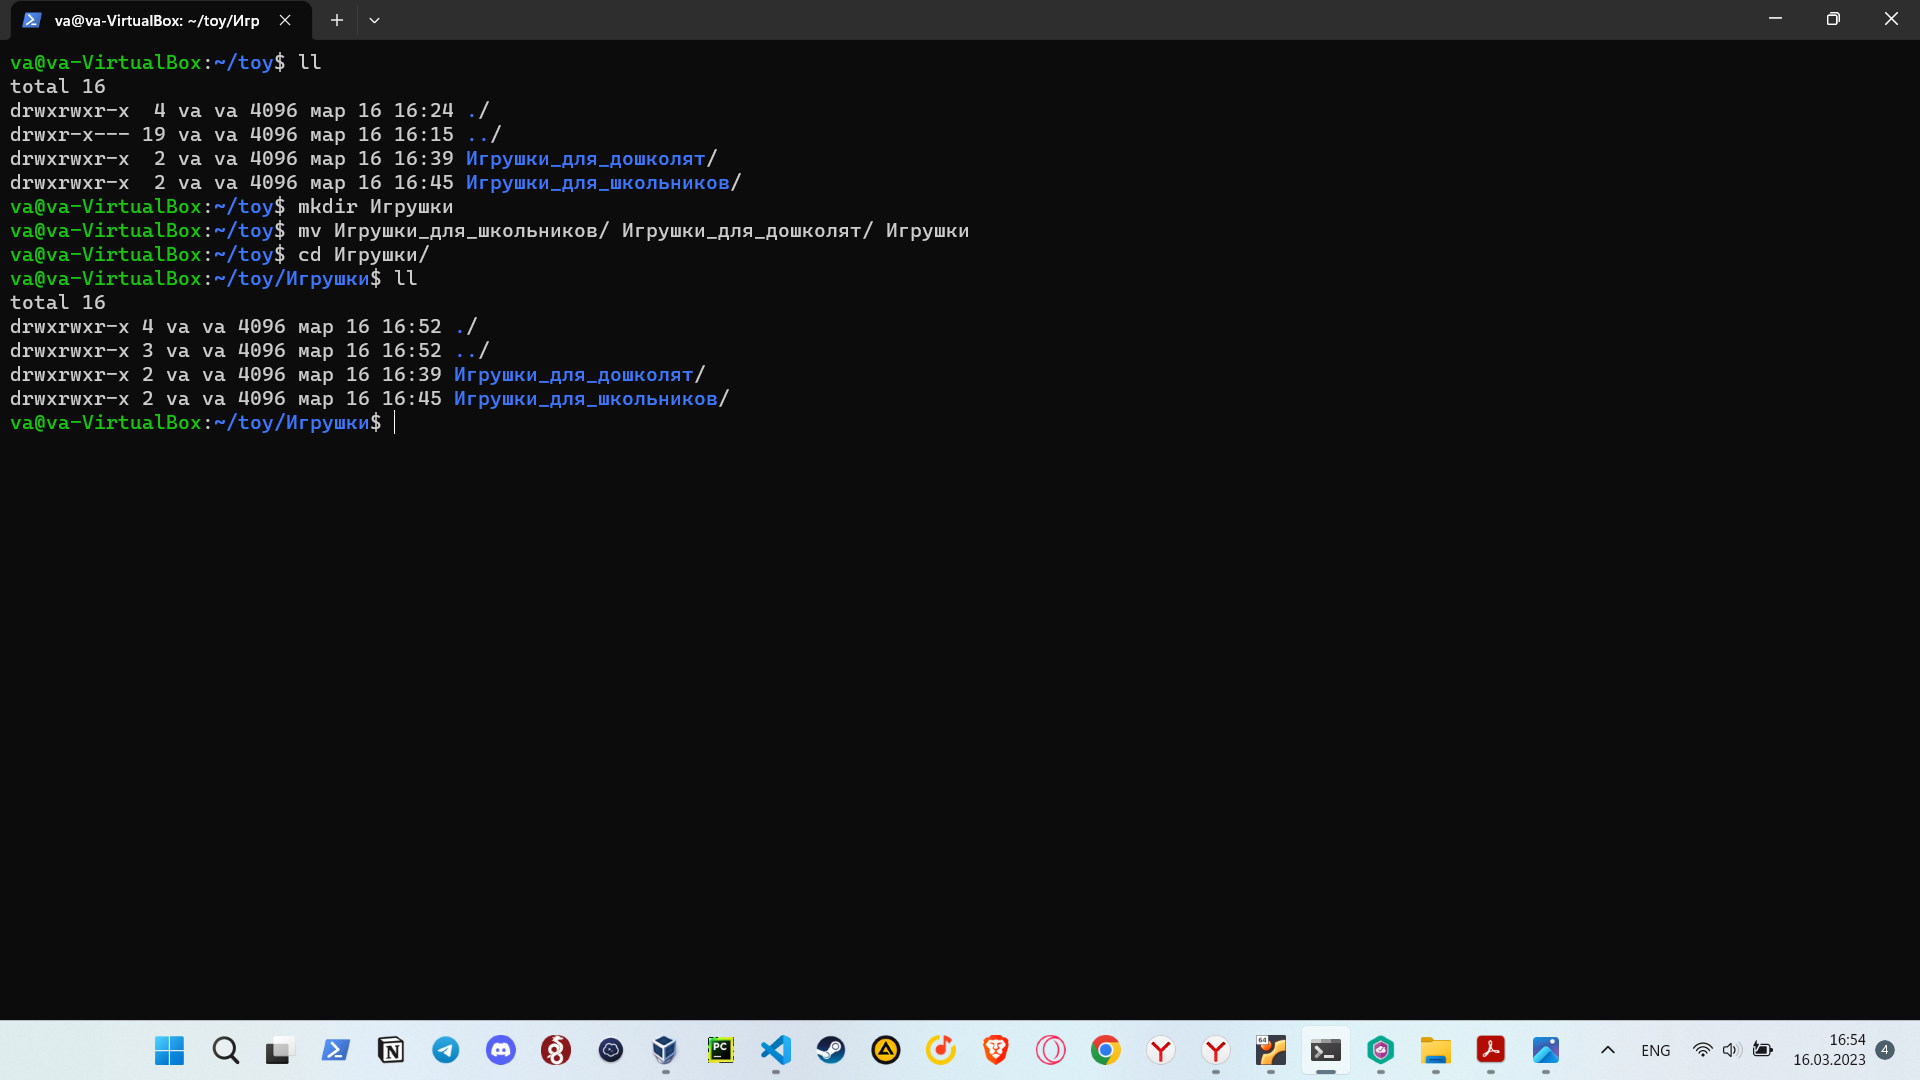 va@va-VirtualBox: ~/toy/Игр
va@va-VirtualBox:~/toy$ ll
total 16
drwxrwxr-x  4 va va 4096 мар 16 16:24 ./
drwxr-x--- 19 va va 4096 мар 16 16:15 ../
drwxrwxr-x  2 va va 4096 мар 16 16:39 Игрушки_для_дошколят/
drwxrwxr-x  2 va va 4096 мар 16 16:45 Игрушки_для_школьников/
va@va-VirtualBox:~/toy$ mkdir Игрушки
va@va-VirtualBox:~/toy$ mv Игрушки_для_школьников/ Игрушки_для_дошколят/ Игрушки
va@va-VirtualBox:~/toy$ cd Игрушки/
va@va-VirtualBox:~/toy/Игрушки$ ll
total 16
drwxrwxr-x 4 va va 4096 мар 16 16:52 ./
drwxrwxr-x 3 va va 4096 мар 16 16:52 ../
drwxrwxr-x 2 va va 4096 мар 16 16:39 Игрушки_для_дошколят/
drwxrwxr-x 2 va va 4096 мар 16 16:45 Игрушки_для_школьников/
va@va-VirtualBox:~/toy/Игрушки$
PC
64
ENG
16:54
16.03.2023
4